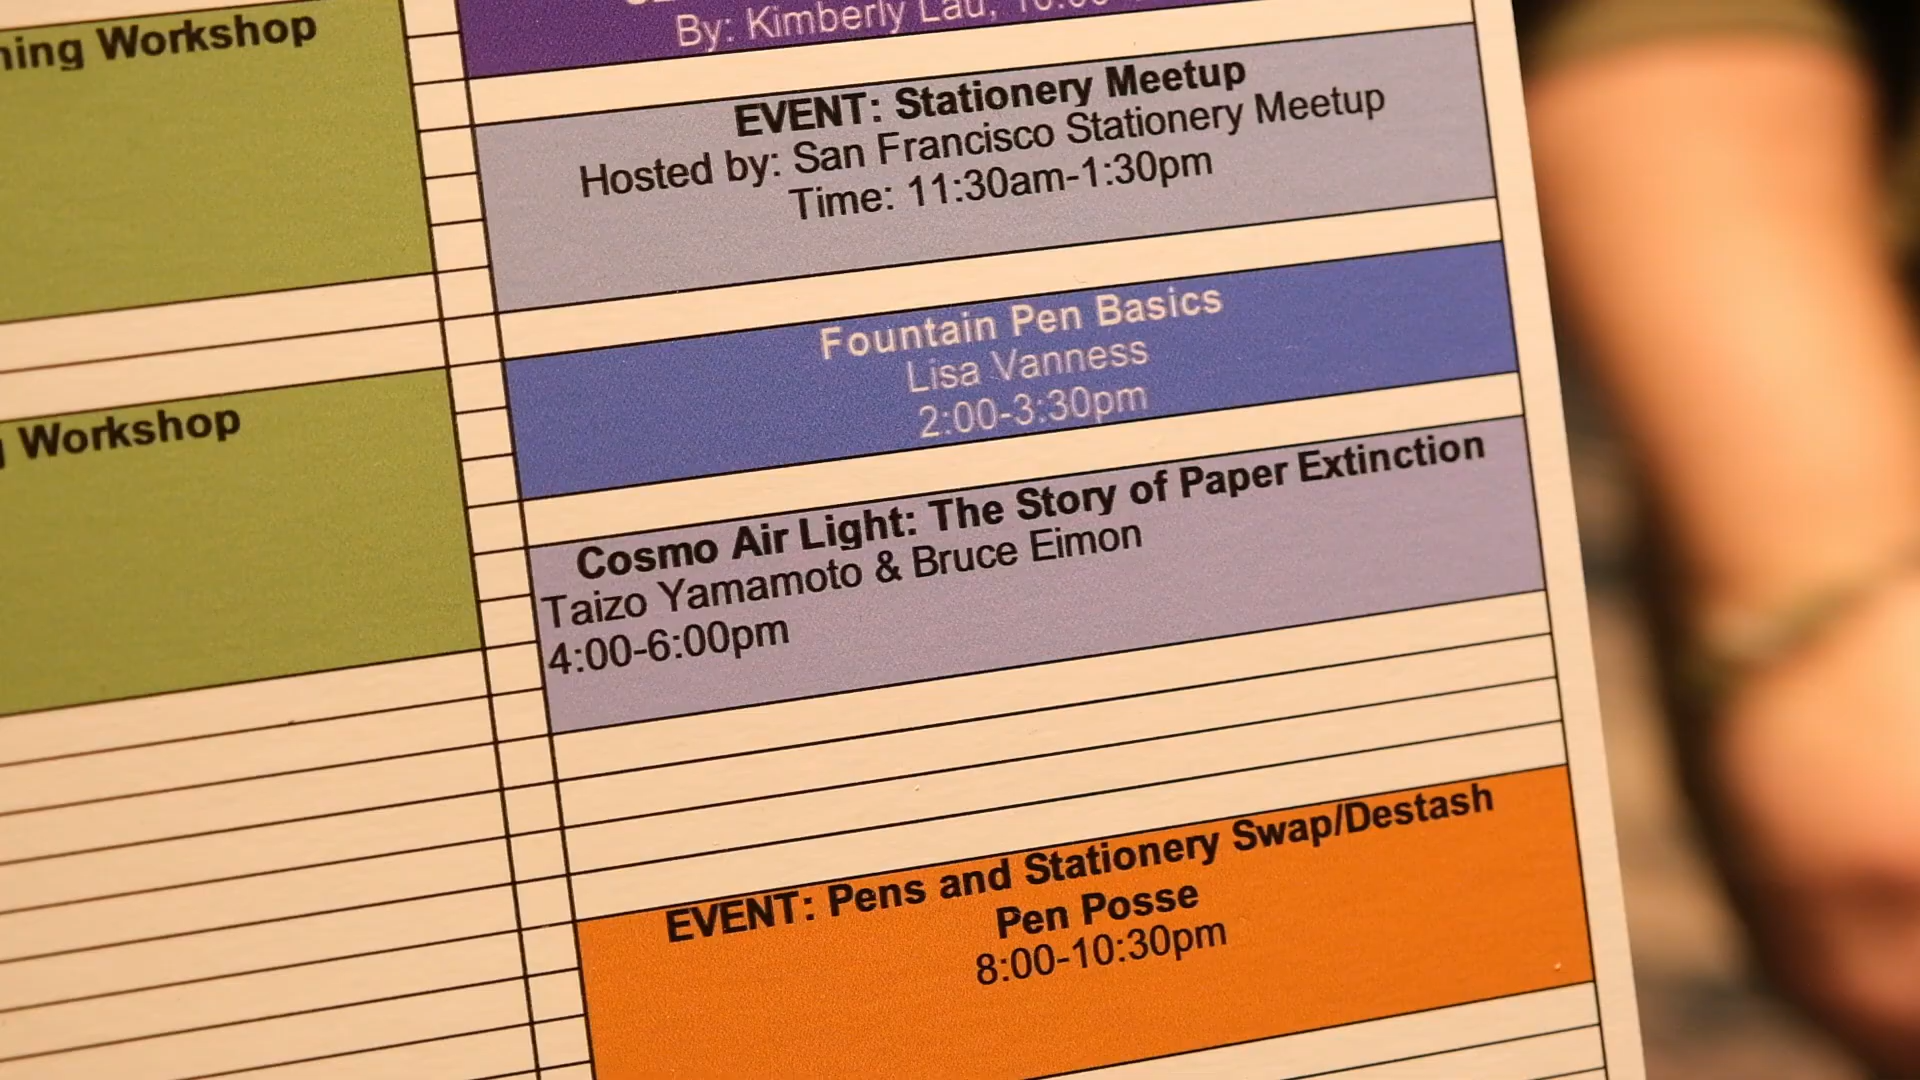 Workshop
Workshop
By: Kimberly Lau,
EVENT: Stationery Meetup
Hosted by: San Francisco Stationery Meetup
Time: 11:30am-1:30pm
Fountain Pen Basics
Lisa Vanness
2:00-3:30pm
Cosmo Air Light: The Story of Paper Extinction
Taizo Yamamoto & Bruce Eimon
4:00-6:00pm
EVENT: Pens and Stationery Swap/Destash
Pen Posse
8:00-10:30pm